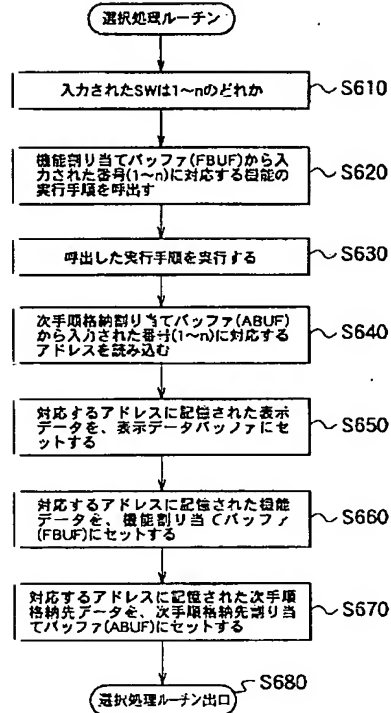 選択処理ルーチン
入力されたSWは1~nのどれか
S610
機能割り当てバッファ(FBUF)から入
力された番号(1~n)に対応する機能の
実行手順を呼出す
S620
呼出した実行手順を実行する
S630
次手順格納割り当てバッファ(ABUF)
から入力された番号(1~n)に対応する
アドレスを読み込む
S640
対応するアドレスに記憶された表示
データを、表示データバッファにセ
ットする
S650
対応するアドレスに記憶された機能
データを、機能割り当てバッファ
(FBUF)にセットする
S660
対応するアドレスに記憶された次手順
格納先データを、次手順格納先割り当
てバッファ(ABUF)にセットする
S670
S680
選択処理ルーチン出口